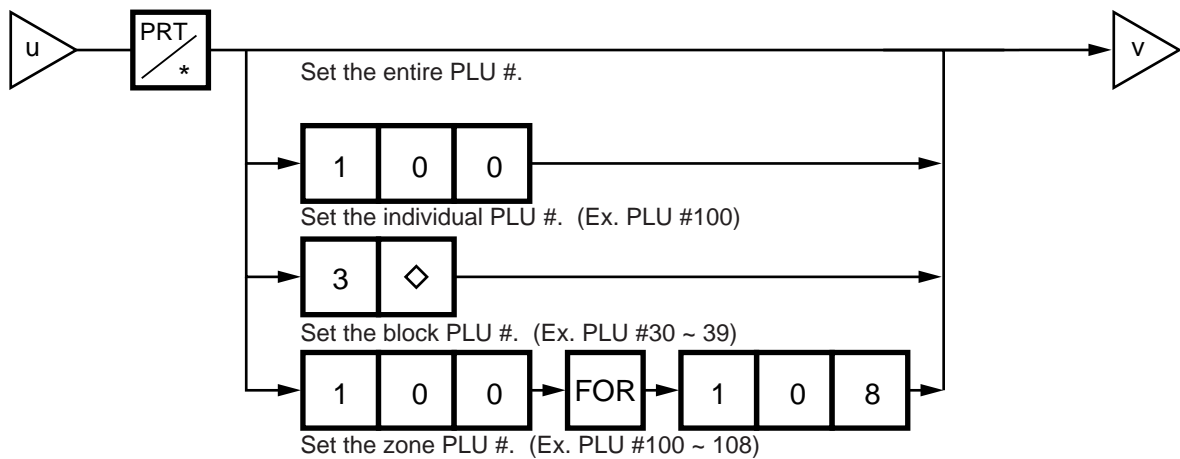 u PRT / * v
Set the entire PLU #.
1 0 0
Set the individual PLU #. (Ex. PLU #100)
3 ◇
Set the block PLU #. (Ex. PLU #30 ~ 39)
1 0 0 FOR 1 0 8
Set the zone PLU #. (Ex. PLU #100 ~ 108)